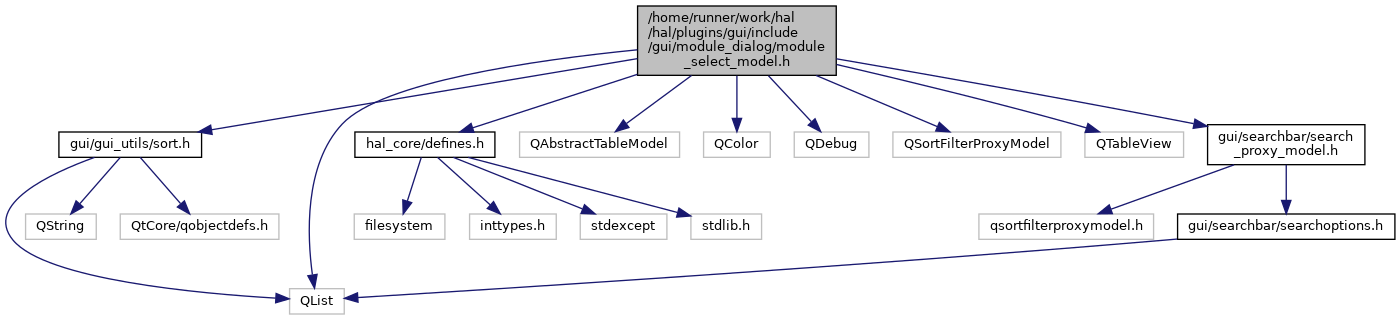 /home/runner/work/hal
/hal/plugins/gui/include
/gui/module_dialog/module
_select_model.h
gui/gui_utils/sort.h
hal_core/defines.h
QAbstractTableModel
QColor
QDebug
QSortFilterProxyModel
QTableView
gui/searchbar/search
_proxy_model.h
QString
QtCore/qobjectdefs.h
filesystem
inttypes.h
stdexcept
stdlib.h
qsortfilterproxymodel.h
gui/searchbar/searchoptions.h
QList